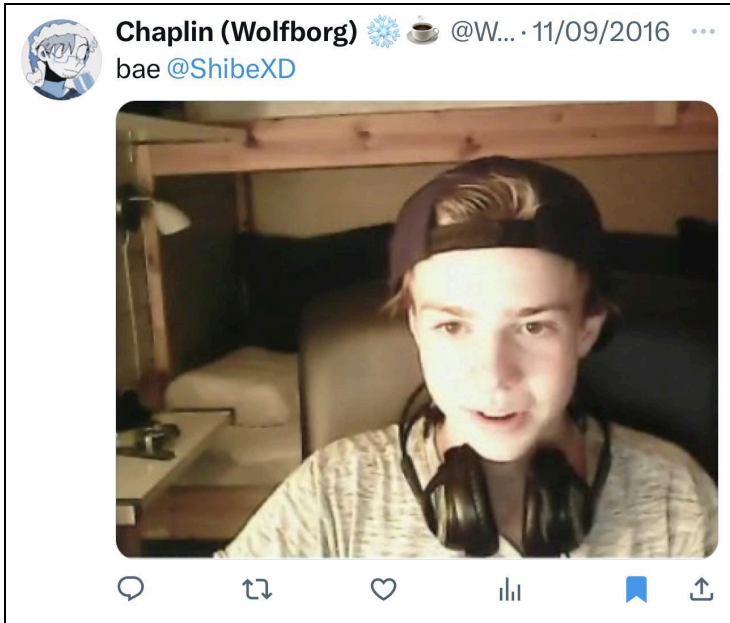 Chaplin (Wolfborg) ❄️ ☕ @W... · 11/09/2016
bae @ShibeXD